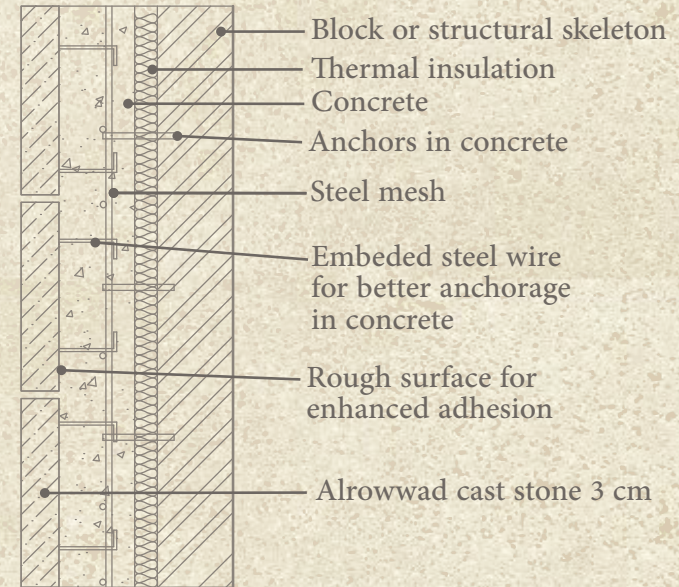 Block or structural skeleton
Thermal insulation
Concrete
Anchors in concrete
Steel mesh
Embeded steel wire
for better anchorage
in concrete
Rough surface for
enhanced adhesion
Alrowwad cast stone 3 cm